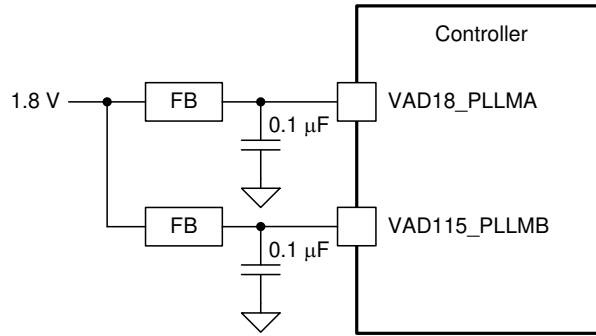 Controller
1.8 V
FB
VAD18_PLLMA
0.1 μF
FB
VAD115_PLLMB
0.1 μF